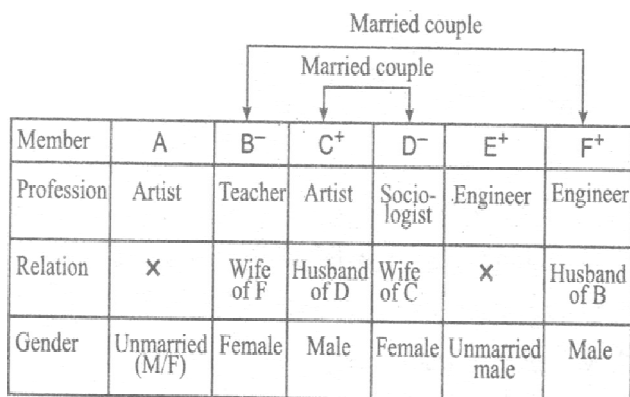 Married couple
Married couple
Member A B⁻ C⁺ D⁻ E⁺ F⁺
Profession Artist Teacher Artist Socio- Engineer Engineer
logist
Relation × Wife Husband Wife × Husband
of F of D of C of B
Gender Unmarried Female Male Female Unmarried Male
(M/F) male